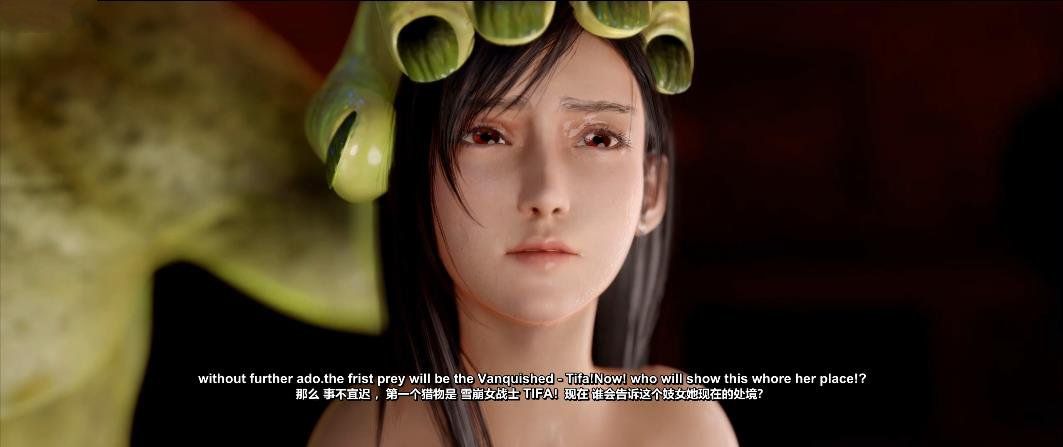 without further ado.the frist prey will be the Vanquished - Tifa!Now! who will show this whore her place!?
那么 事不宜迟 ，第一个猎物是 雪崩女战士 TIFA！现在 谁会告诉这个妓女她现在的处境?